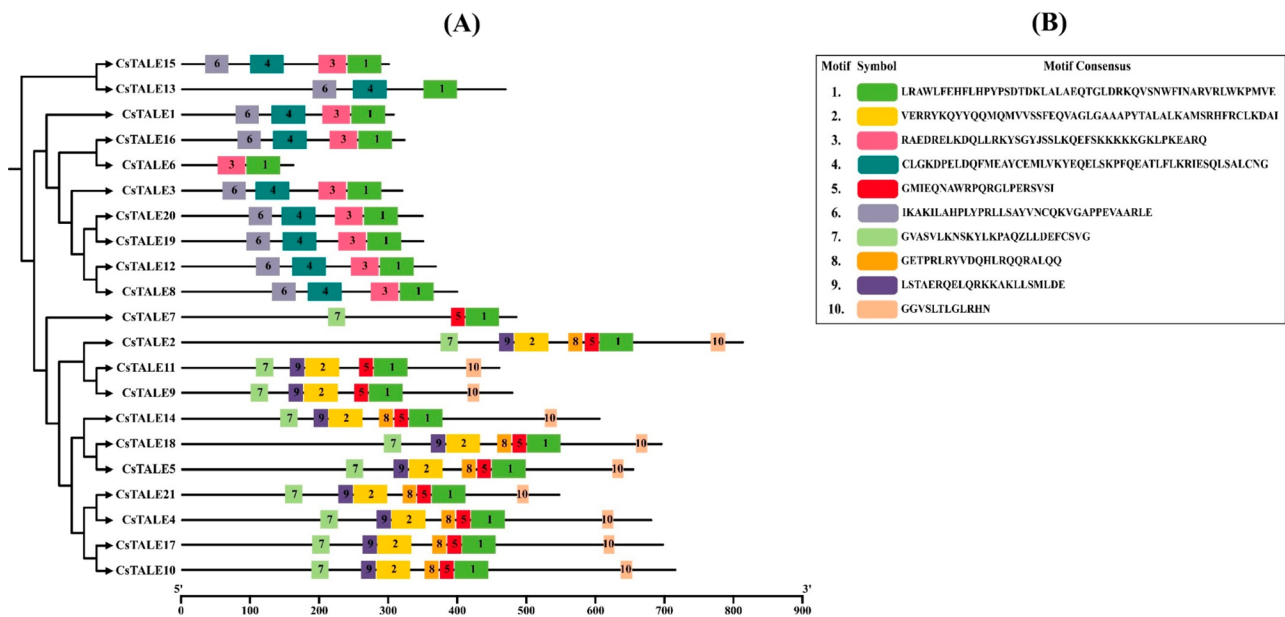 (A)
(B)
CsTALE15 6 4 3 1
CsTALE13 6 4 1
CsTALE1 6 4 3 1
CsTALE16 6 4 3 1
CsTALE6 3 1
CsTALE3 6 4 3 1
CsTALE20 6 4 3 1
CsTALE19 6 4 3 1
CsTALE12 6 4 3 1
CsTALE8 6 4 3 1
CsTALE7 7 5 1
CsTALE2 7 9 2 8 5 1 10
CsTALE11 7 9 2 5 1 10
CsTALE9 7 9 2 5 1 10
CsTALE14 7 9 2 8 5 1 10
CsTALE18 7 9 2 8 5 1 10
CsTALE5 7 9 2 8 5 1 10
CsTALE21 7 9 2 8 5 1 10
CsTALE4 7 9 2 8 5 1 10
CsTALE17 7 9 2 8 5 1 10
CsTALE10 7 9 2 8 5 1 10
5' 3'
0 100 200 300 400 500 600 700 800 900
Motif Symbol Motif Consensus
1. LRAWLFEHFLHPYPSDTDKLALAEQTGLDRKQVSNWFINARVRLWKPMVE
2. VERRYKQYYQQMQMVVSSFEQVAGLGAAAPYTALALKAMSRHFRCLKDAI
3. RAEDRELKDQLLRKYSGYJSSLKQEFSKKKKKGKLPKEARQ
4. CLGKDPELDQFMEAYCEMLVKYEQELSKPFQEATLFLKRIESQLSALCNG
5. GMIEQNAWRPQRGLPERSVSI
6. IKAKILAHPLYPRLLSAYVNCQKVGAPPEVAARLE
7. GVASVLKNSKYLKPAQZLLDEFCSVG
8. GETPRLRYVDQHLRQQRALQQ
9. LSTAERQELQRKKAKLLSMLDE
10. GGVSLTLGLRHN